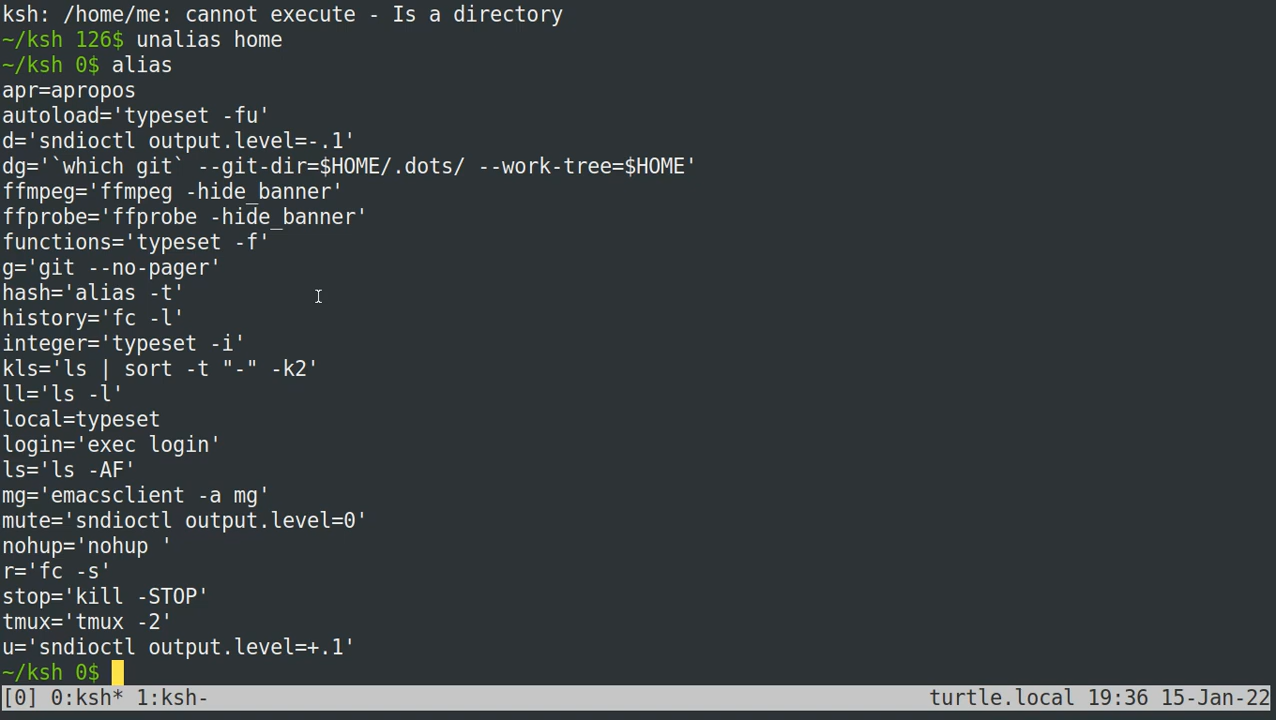 ksh: /home/me: cannot execute - Is a directory
~/ksh 126$ unalias home
~/ksh 0$ alias
apr=apropos
autoload='typeset -fu'
d='sndioctl output.level=-.1'
dg='`which git` --git-dir=$HOME/.dots/ --work-tree=$HOME'
ffmpeg='ffmpeg -hide_banner'
ffprobe='ffprobe -hide_banner'
functions='typeset -f'
g='git --no-pager'
hash='alias -t'
history='fc -l'
integer='typeset -i'
kls='ls | sort -t "-" -k2'
ll='ls -l'
local=typeset
login='exec login'
ls='ls -AF'
mg='emacsclient -a mg'
mute='sndioctl output.level=0'
nohup='nohup '
r='fc -s'
stop='kill -STOP'
tmux='tmux -2'
u='sndioctl output.level=+.1'
~/ksh 0$
[0] 0:ksh* 1:ksh- turtle.local 19:36 15-Jan-22